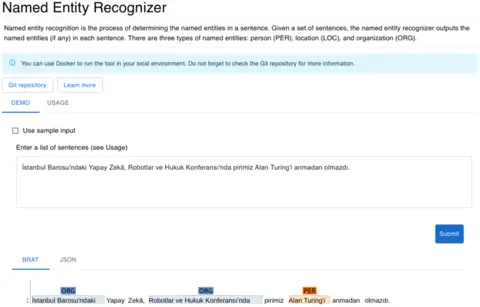 Named Entity Recognizer
Named entity recognition is the process of determining the named entities in a sentence. Given a set of sentences, the named entity recognizer outputs the
named entities (if any) in each sentence. There are three types of named entities: person (PER), location (LOC), and organization (ORG).
You can use Docker to run the tool in your local environment. Do not forget to check the Git repository for more information.
Git repository Learn more
DEMO USAGE
Use sample input
Enter a list of sentences (see Usage)
İstanbul Barosu'ndaki Yapay Zekâ, Robotlar ve Hukuk Konferansı'nda pirimiz Alan Turing'i anmadan olmazdı.
Submit
BRAT JSON
ORG ORG PER
1 İstanbul Barosu'ndaki Yapay Zekâ, Robotlar ve Hukuk Konferansı'nda pirimiz Alan Turing'i anmadan olmazdı.